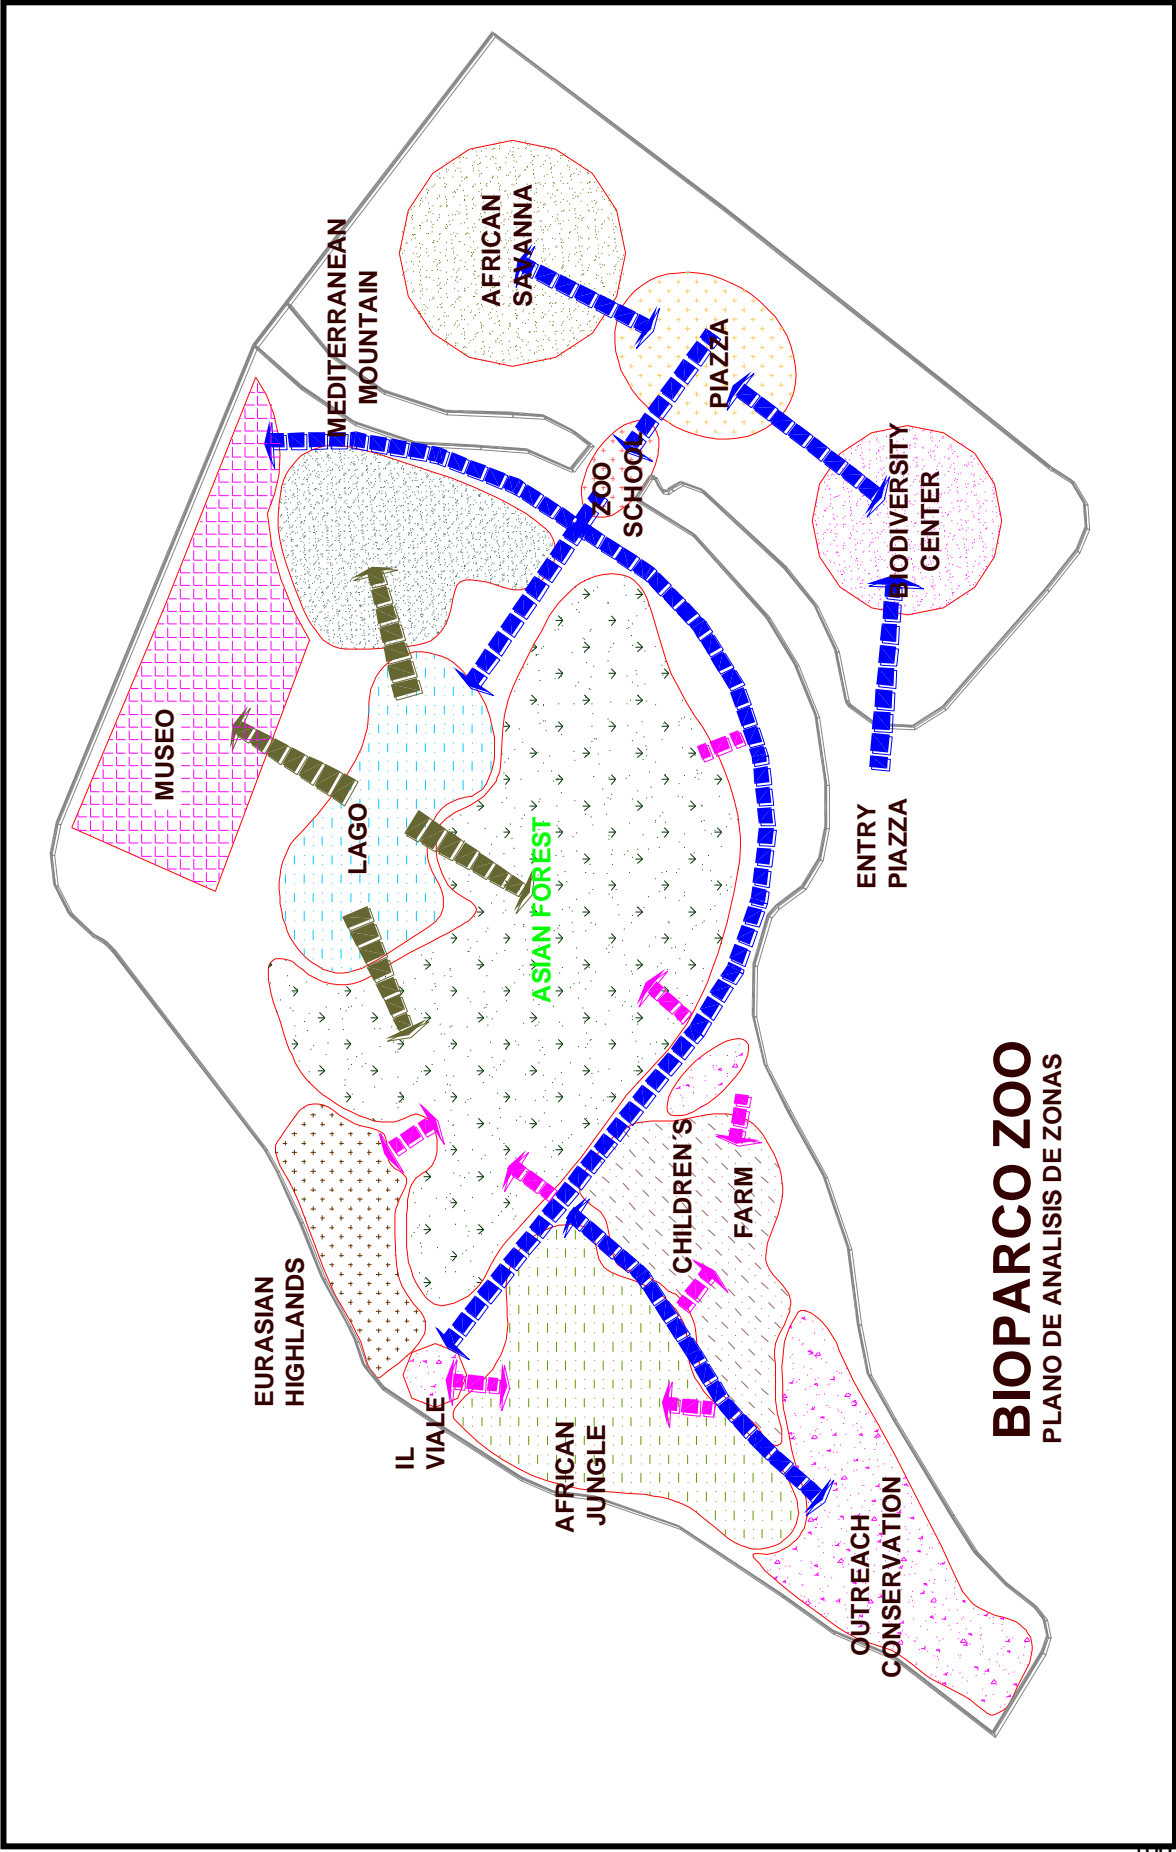 MUSEO
MEDITERRANEAN
MOUNTAIN
AFRICAN
SAVANNA
PIAZZA
ZOO
SCHOOL
BIODIVERSITY
CENTER
LAGO
ASIAN FOREST
ENTRY
PIAZZA
EURASIAN
HIGHLANDS
IL
VIALE
AFRICAN
JUNGLE
CHILDREN´S
FARM
OUTREACH
CONSERVATION
BIOPARCO ZOO
PLANO DE ANALISIS DE ZONAS